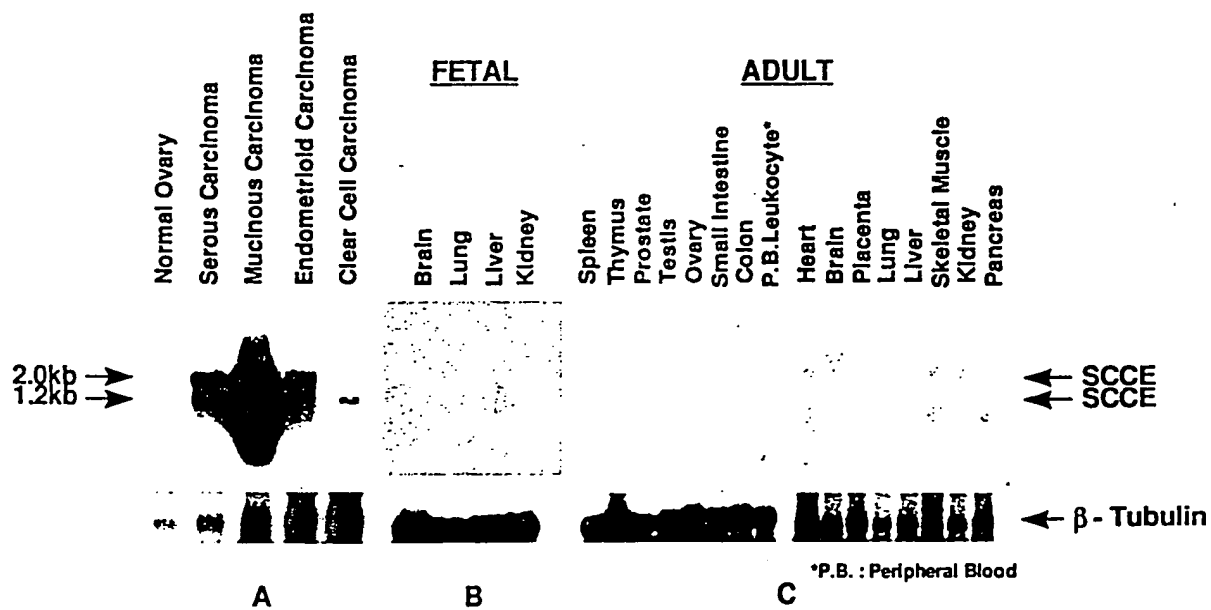 FETAL
ADULT
Normal Ovary
Serous Carcinoma
Mucinous Carcinoma
Endometrioid Carcinoma
Clear Cell Carcinoma
Brain
Lung
Liver
Kidney
Spleen
Thymus
Prostate
Testis
Ovary
Small Intestine
Colon
P.B.Leukocyte*
Heart
Brain
Placenta
Lung
Liver
Skeletal Muscle
Kidney
Pancreas
2.0kb
SCCE
1.2kb
SCCE
β - Tubulin
*P.B. : Peripheral Blood
A
B
C